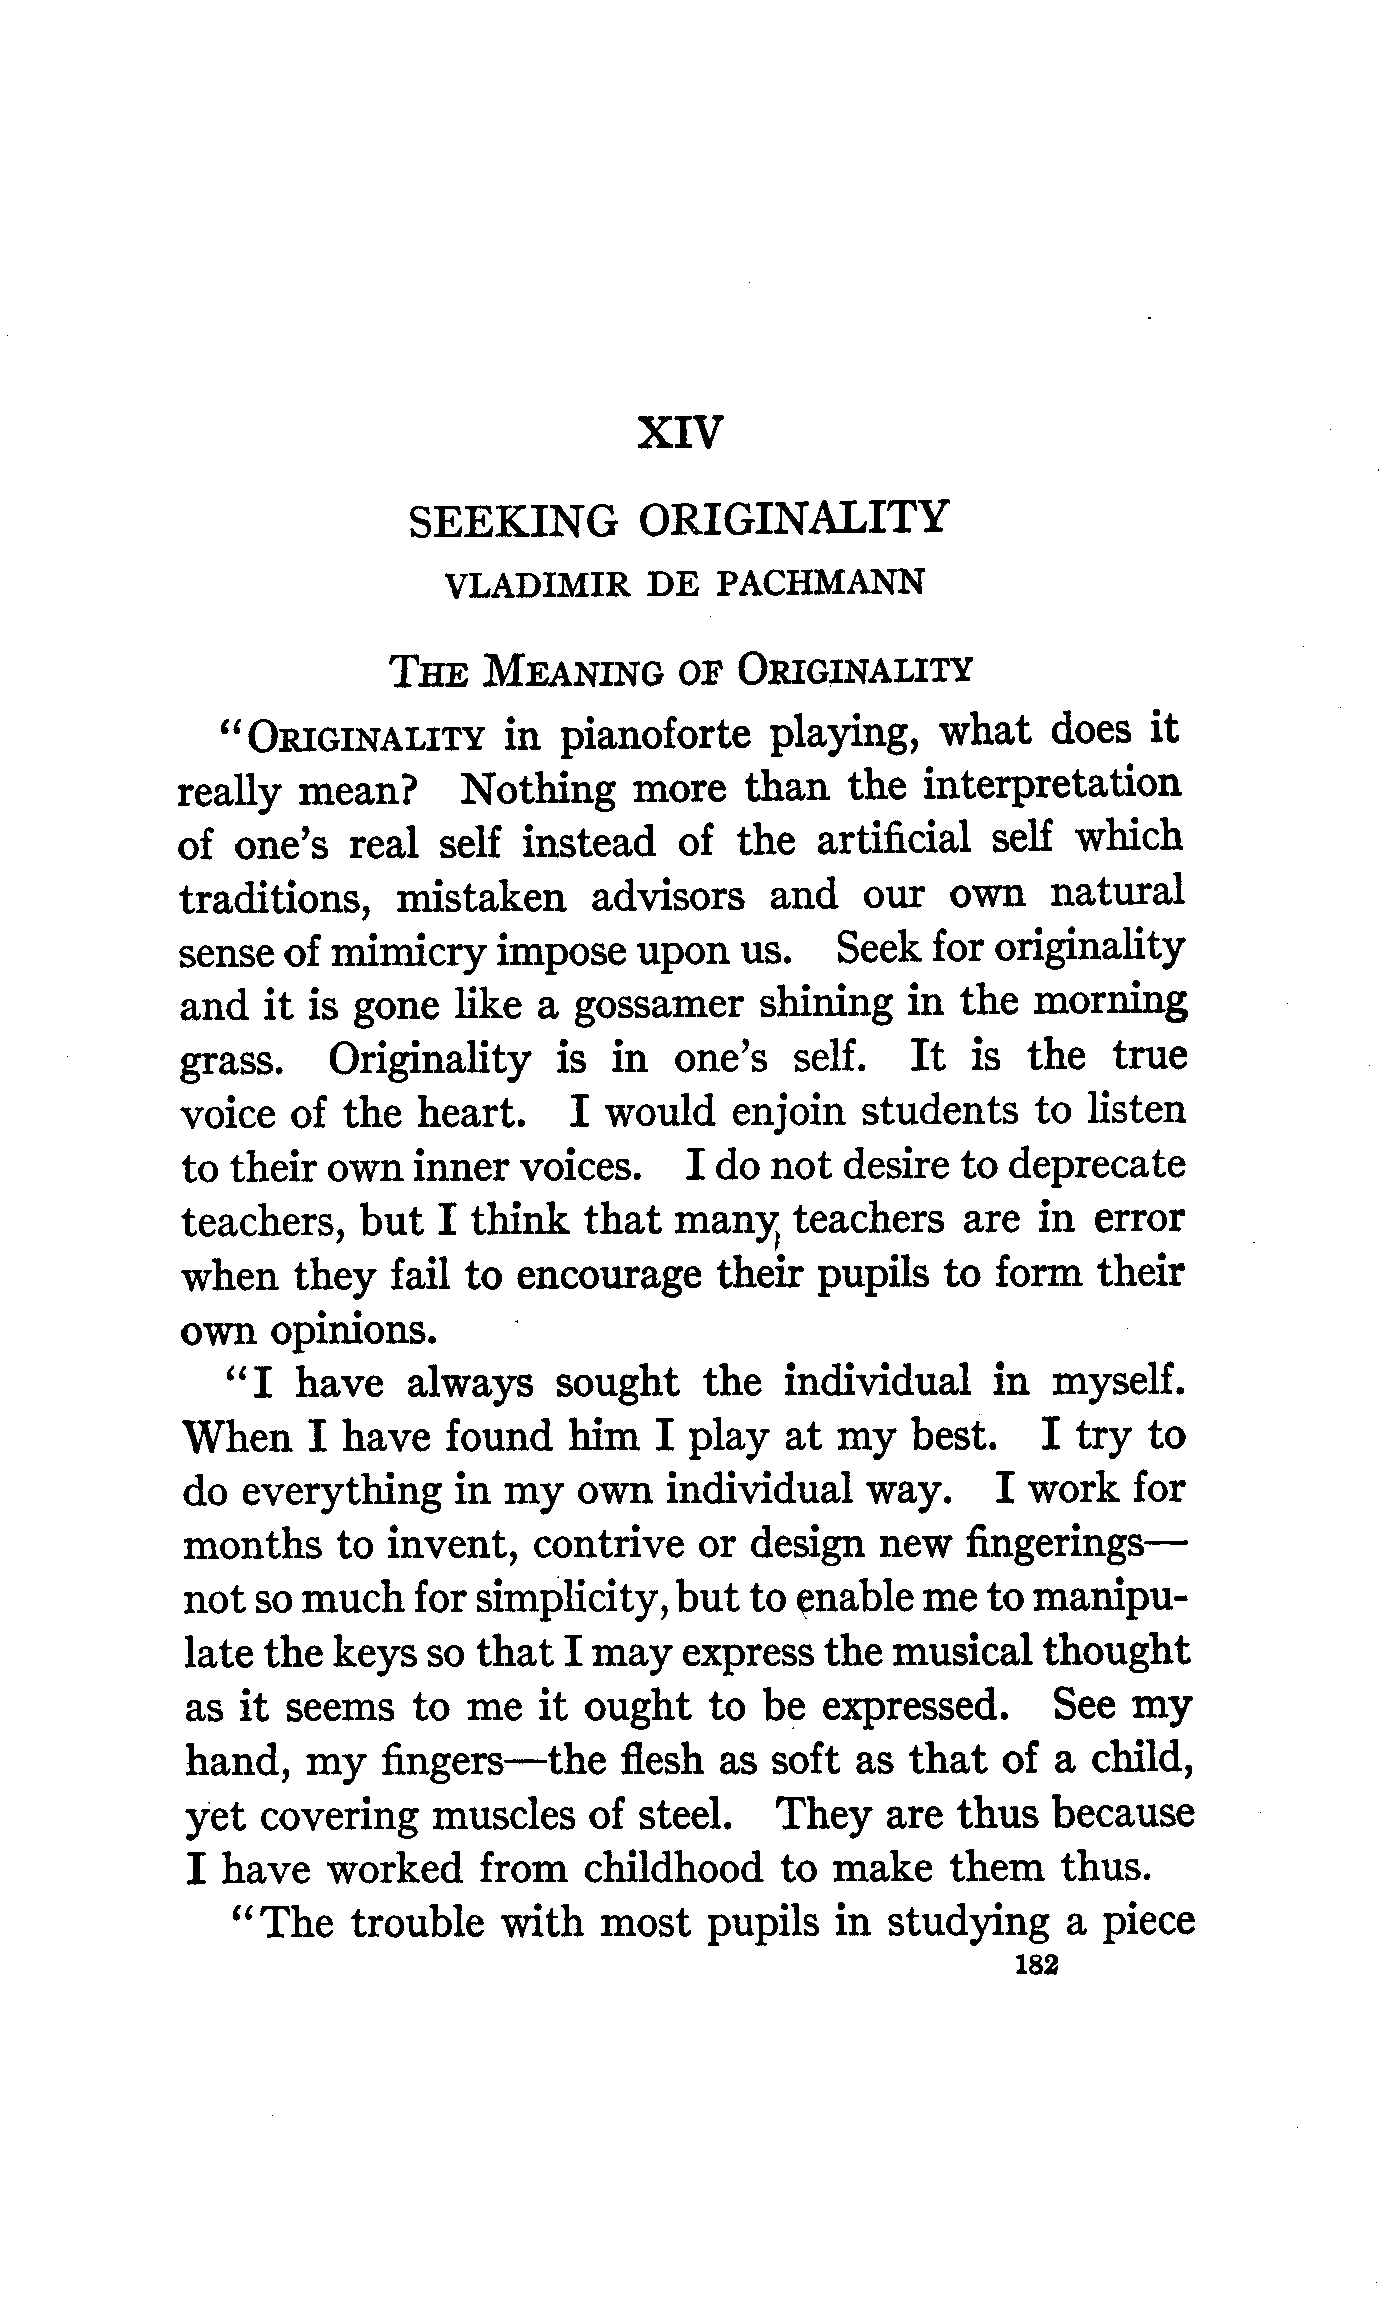 XIV
SEEKING ORIGINALITY
VLADIMIR DE PACHMANN
THE MEANING OF ORIGINALITY
"ORIGINALITY in pianoforte playing, what does it
really mean? Nothing more than the interpretation
of one's real self instead of the artificial self which
traditions, mistaken advisors and our own natural
sense of mimicry impose upon us. Seek for originality
and it is gone like a gossamer shining in the morning
grass. Originality is in one's self. It is the true
voice of the heart. I would enjoin students to listen
to their own inner voices. I do not desire to deprecate
teachers, but I think that many teachers are in error
when they fail to encourage their pupils to form their
own opinions.
"I have always sought the individual in myself.
When I have found him I play at my best. I try to
do everything in my own individual way. I work for
months to invent, contrive or design new fingerings—
not so much for simplicity, but to enable me to manipu-
late the keys so that I may express the musical thought
as it seems to me it ought to be expressed. See my
hand, my fingers—the flesh as soft as that of a child,
yet covering muscles of steel. They are thus because
I have worked from childhood to make them thus.
"The trouble with most pupils in studying a piece
182